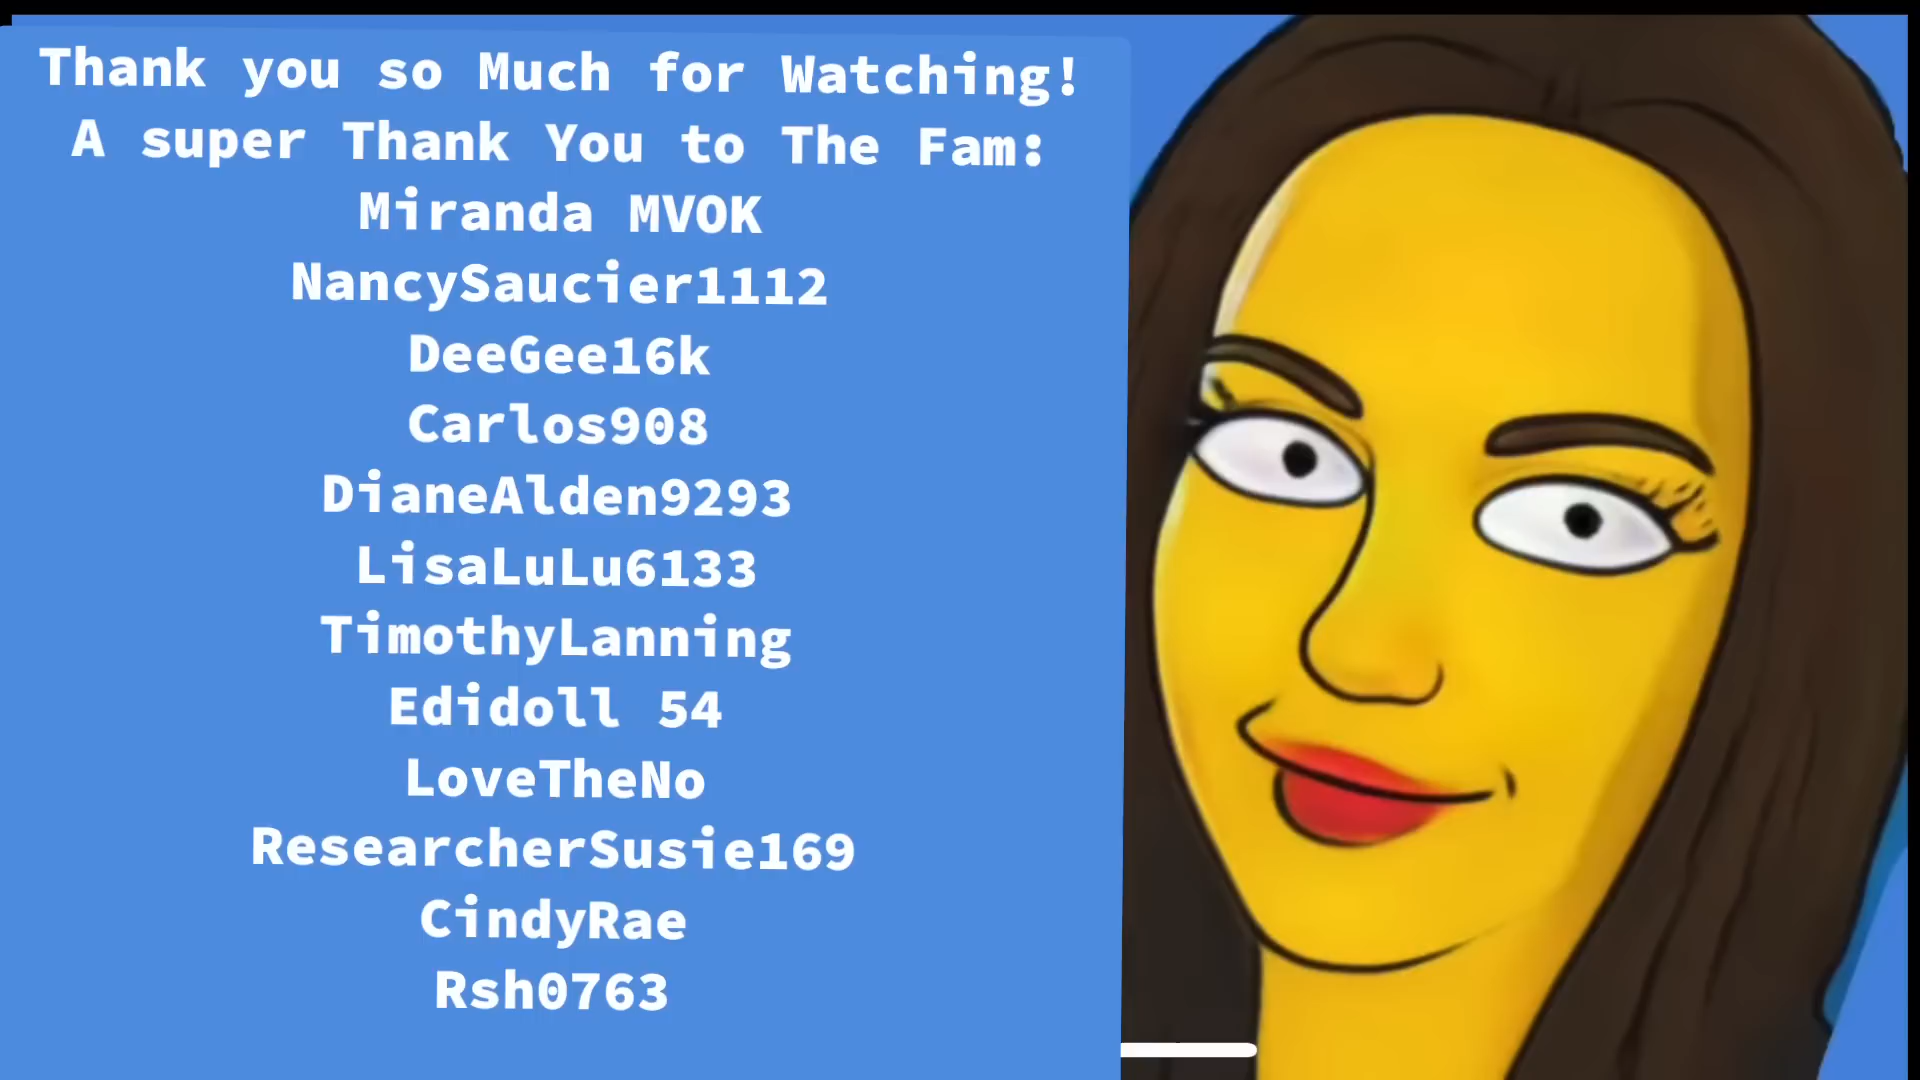 Thank you so Much for Watching!
A super Thank You to The Fam:
Miranda MVOK
NancySaucier1112
DeeGee16k
Carlos908
DianeAlden9293
LisaLuLu6133
TimothyLanning
Edidoll 54
LoveTheNo
ResearcherSusie169
CindyRae
Rsh0763